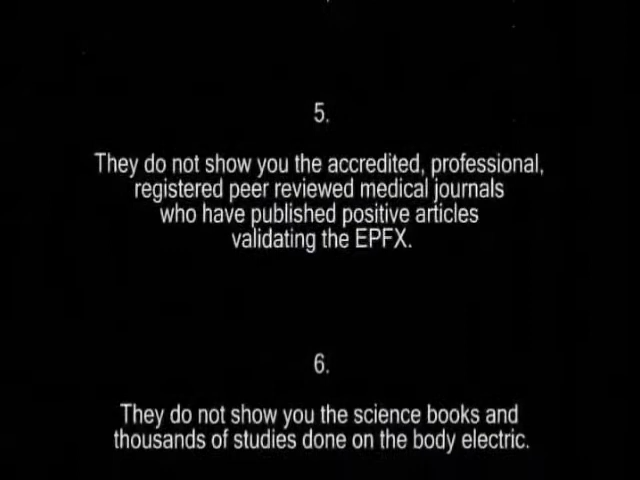 5.
They do not show you the accredited, professional,
registered peer reviewed medical journals
who have published positive articles
validating the EPFX.
6.
They do not show you the science books and
thousands of studies done on the body electric.